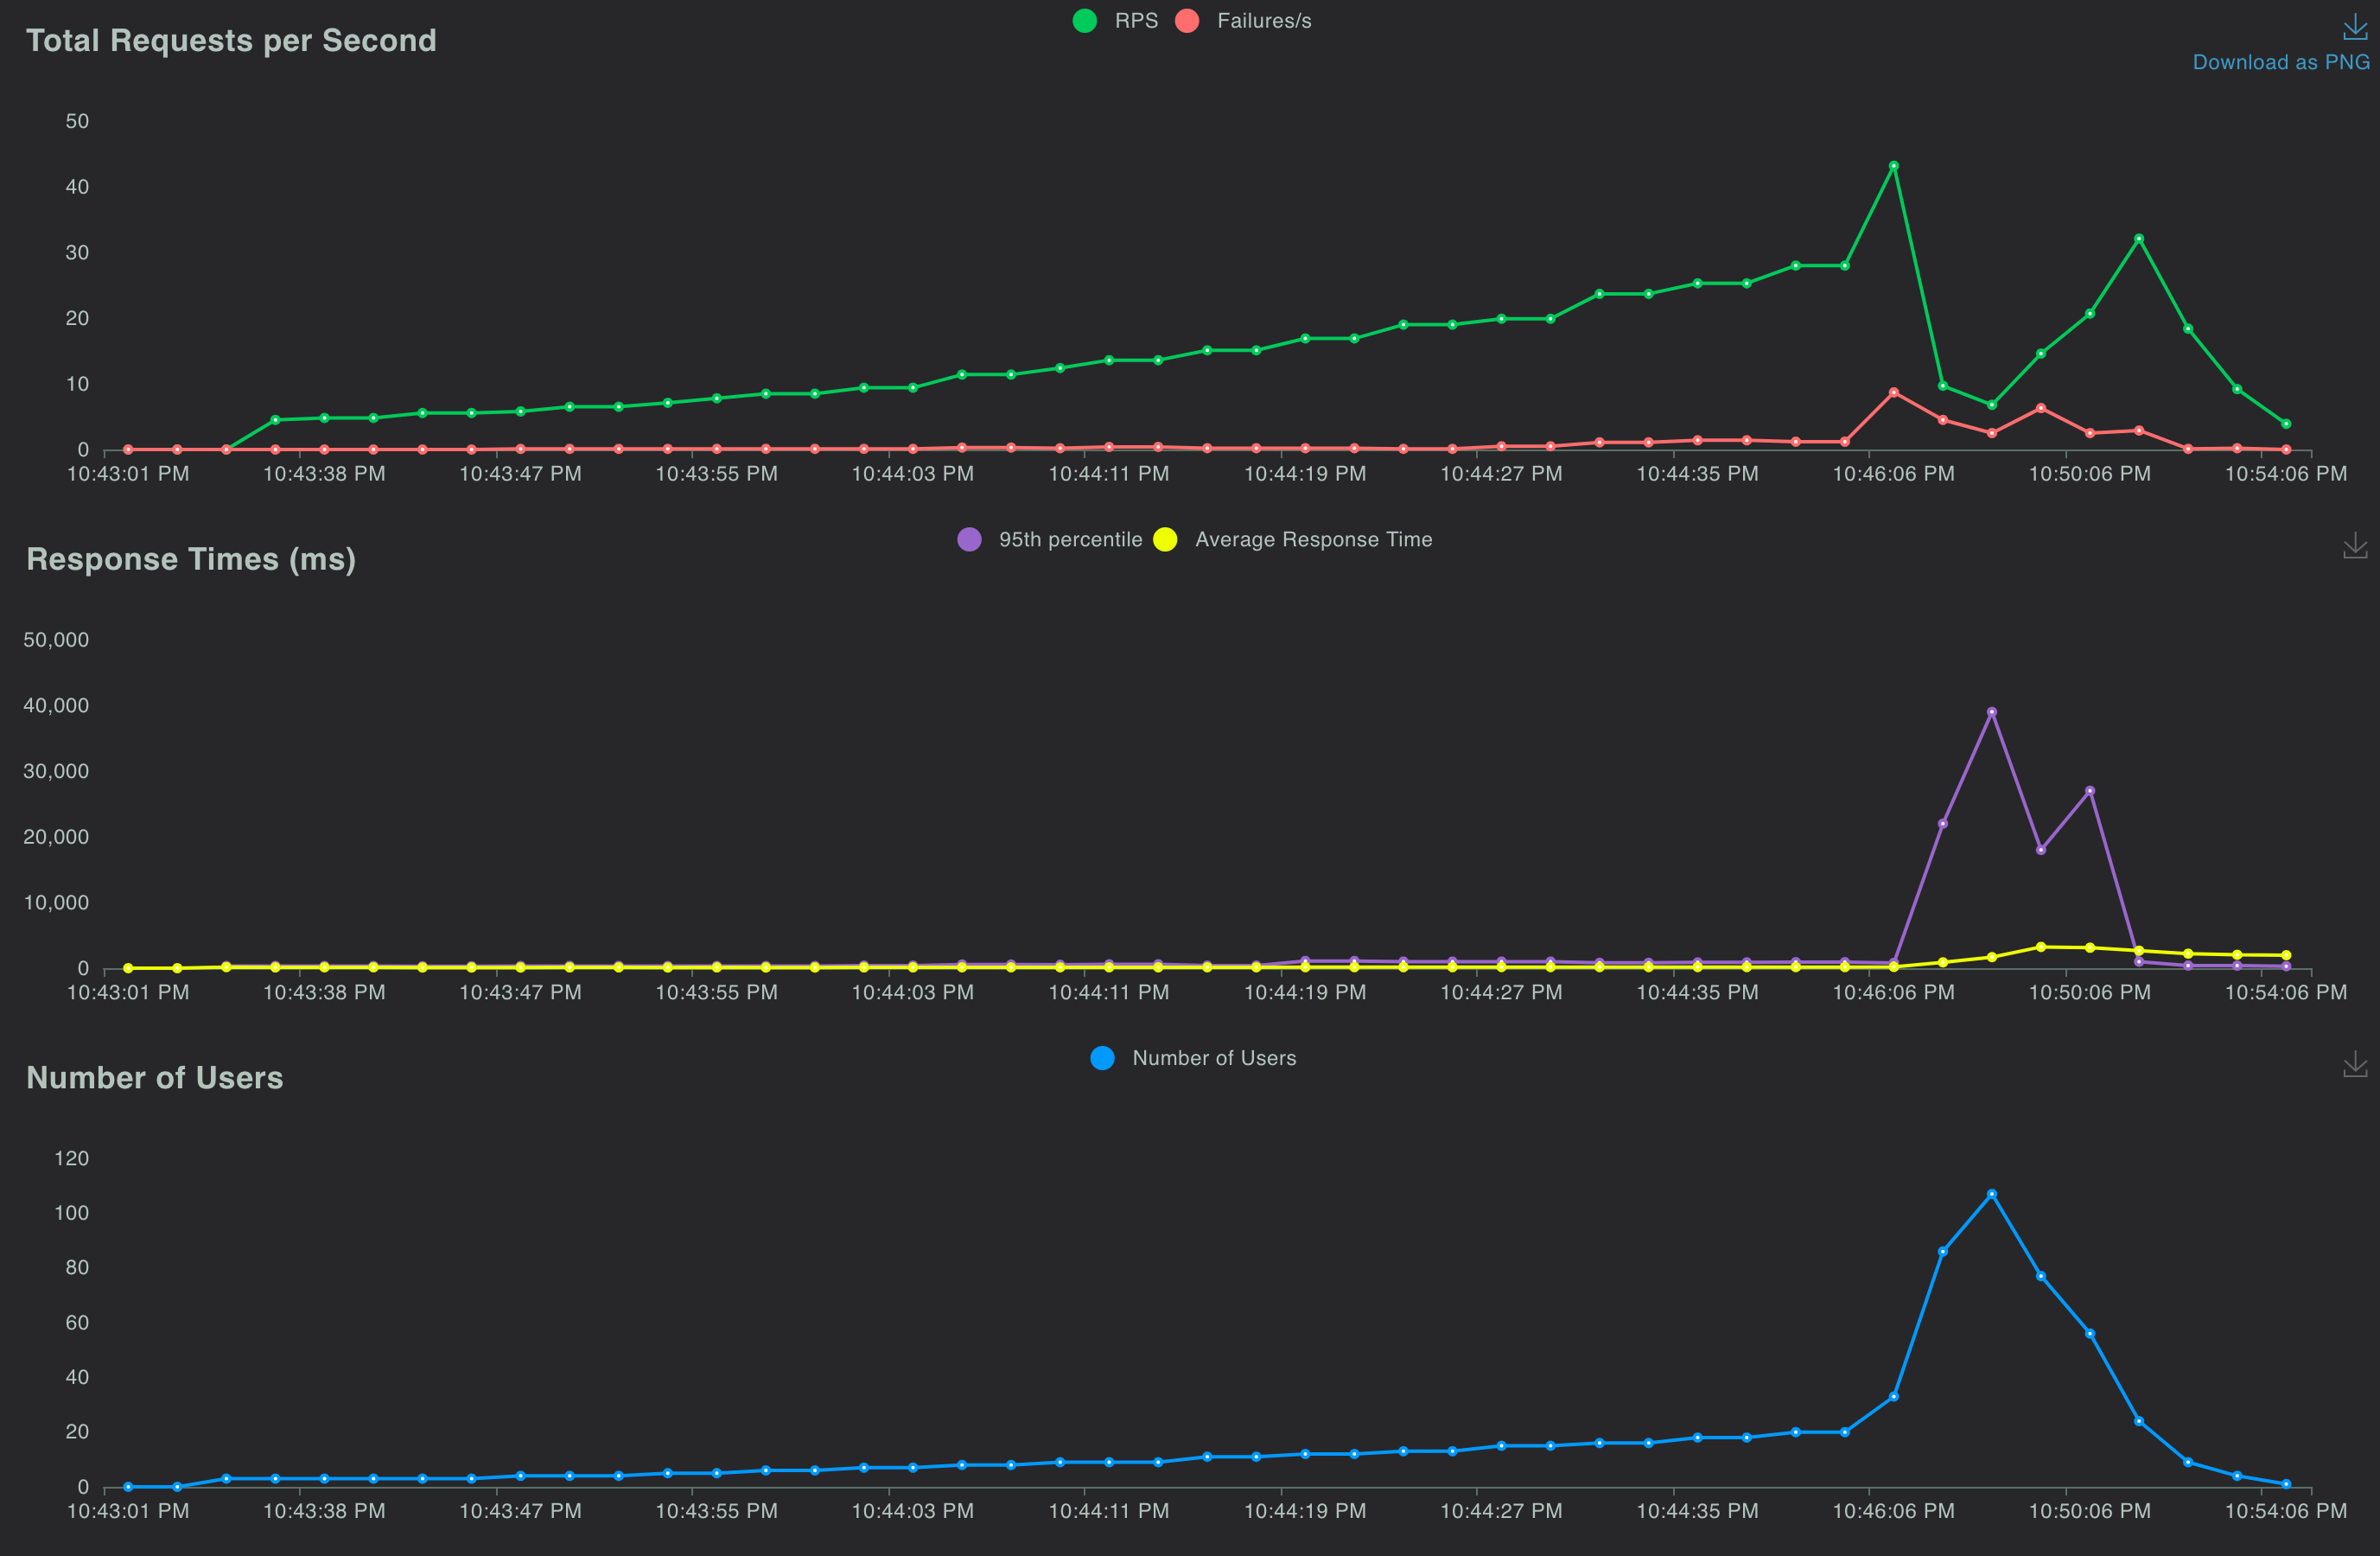 Total Requests per Second
RPS Failures/s
Download as PNG
50
40
30
20
10
0
10:43:01 PM 10:43:38 PM 10:43:47 PM 10:43:55 PM 10:44:03 PM 10:44:11 PM 10:44:19 PM 10:44:27 PM 10:44:35 PM 10:46:06 PM 10:50:06 PM 10:54:06 PM
Response Times (ms)
95th percentile Average Response Time
50,000
40,000
30,000
20,000
10,000
0
10:43:01 PM 10:43:38 PM 10:43:47 PM 10:43:55 PM 10:44:03 PM 10:44:11 PM 10:44:19 PM 10:44:27 PM 10:44:35 PM 10:46:06 PM 10:50:06 PM 10:54:06 PM
Number of Users
Number of Users
120
100
80
60
40
20
0
10:43:01 PM 10:43:38 PM 10:43:47 PM 10:43:55 PM 10:44:03 PM 10:44:11 PM 10:44:19 PM 10:44:27 PM 10:44:35 PM 10:46:06 PM 10:50:06 PM 10:54:06 PM